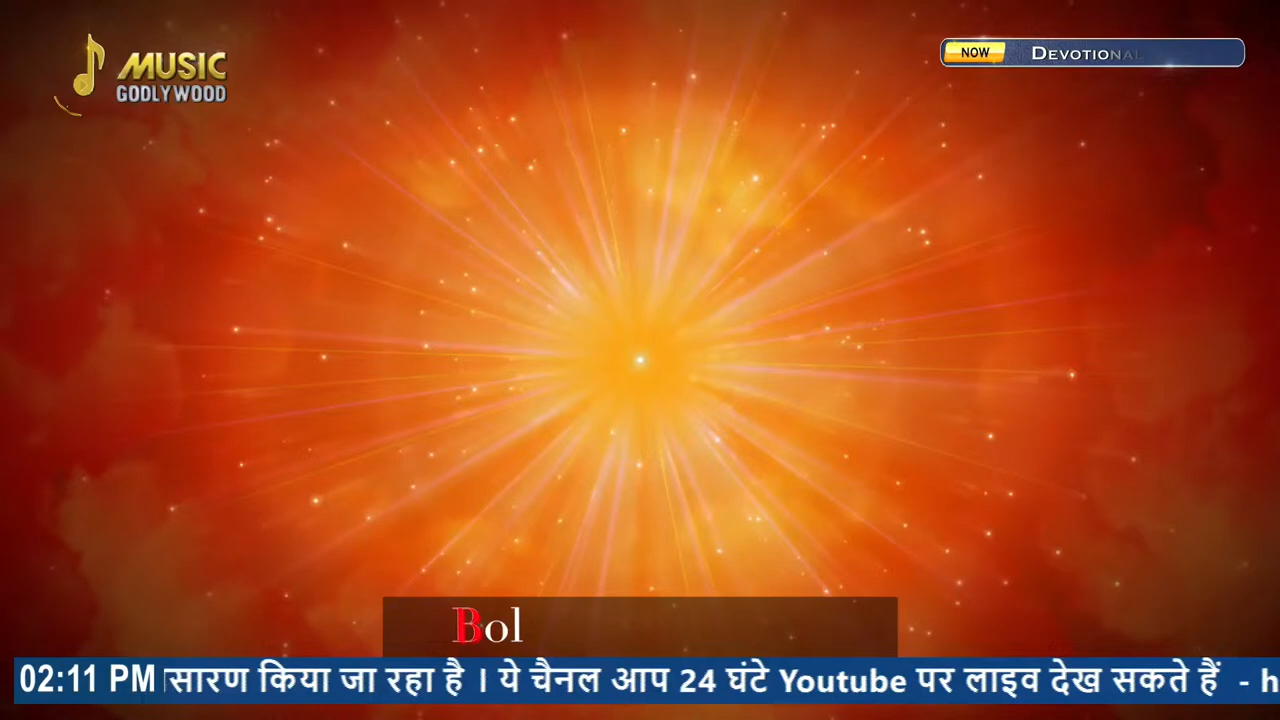 MUSIC
GODLYWOOD
NOW
DEVOTIONAL
Bol
02:11 PM
सारण किया जा रहा है । ये चैनल आप 24 घंटे Youtube पर लाइव देख सकते हैं - h